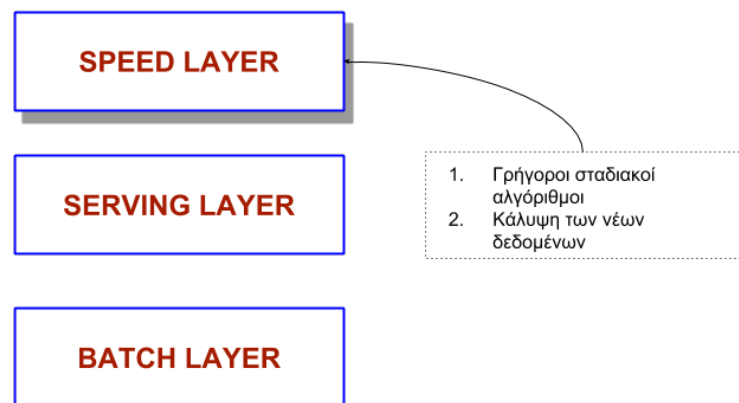 SPEED LAYER
1. Γρήγοροι σταδιακοί
αλγόριθμοι
2. Κάλυψη των νέων
δεδομένων
SERVING LAYER
BATCH LAYER